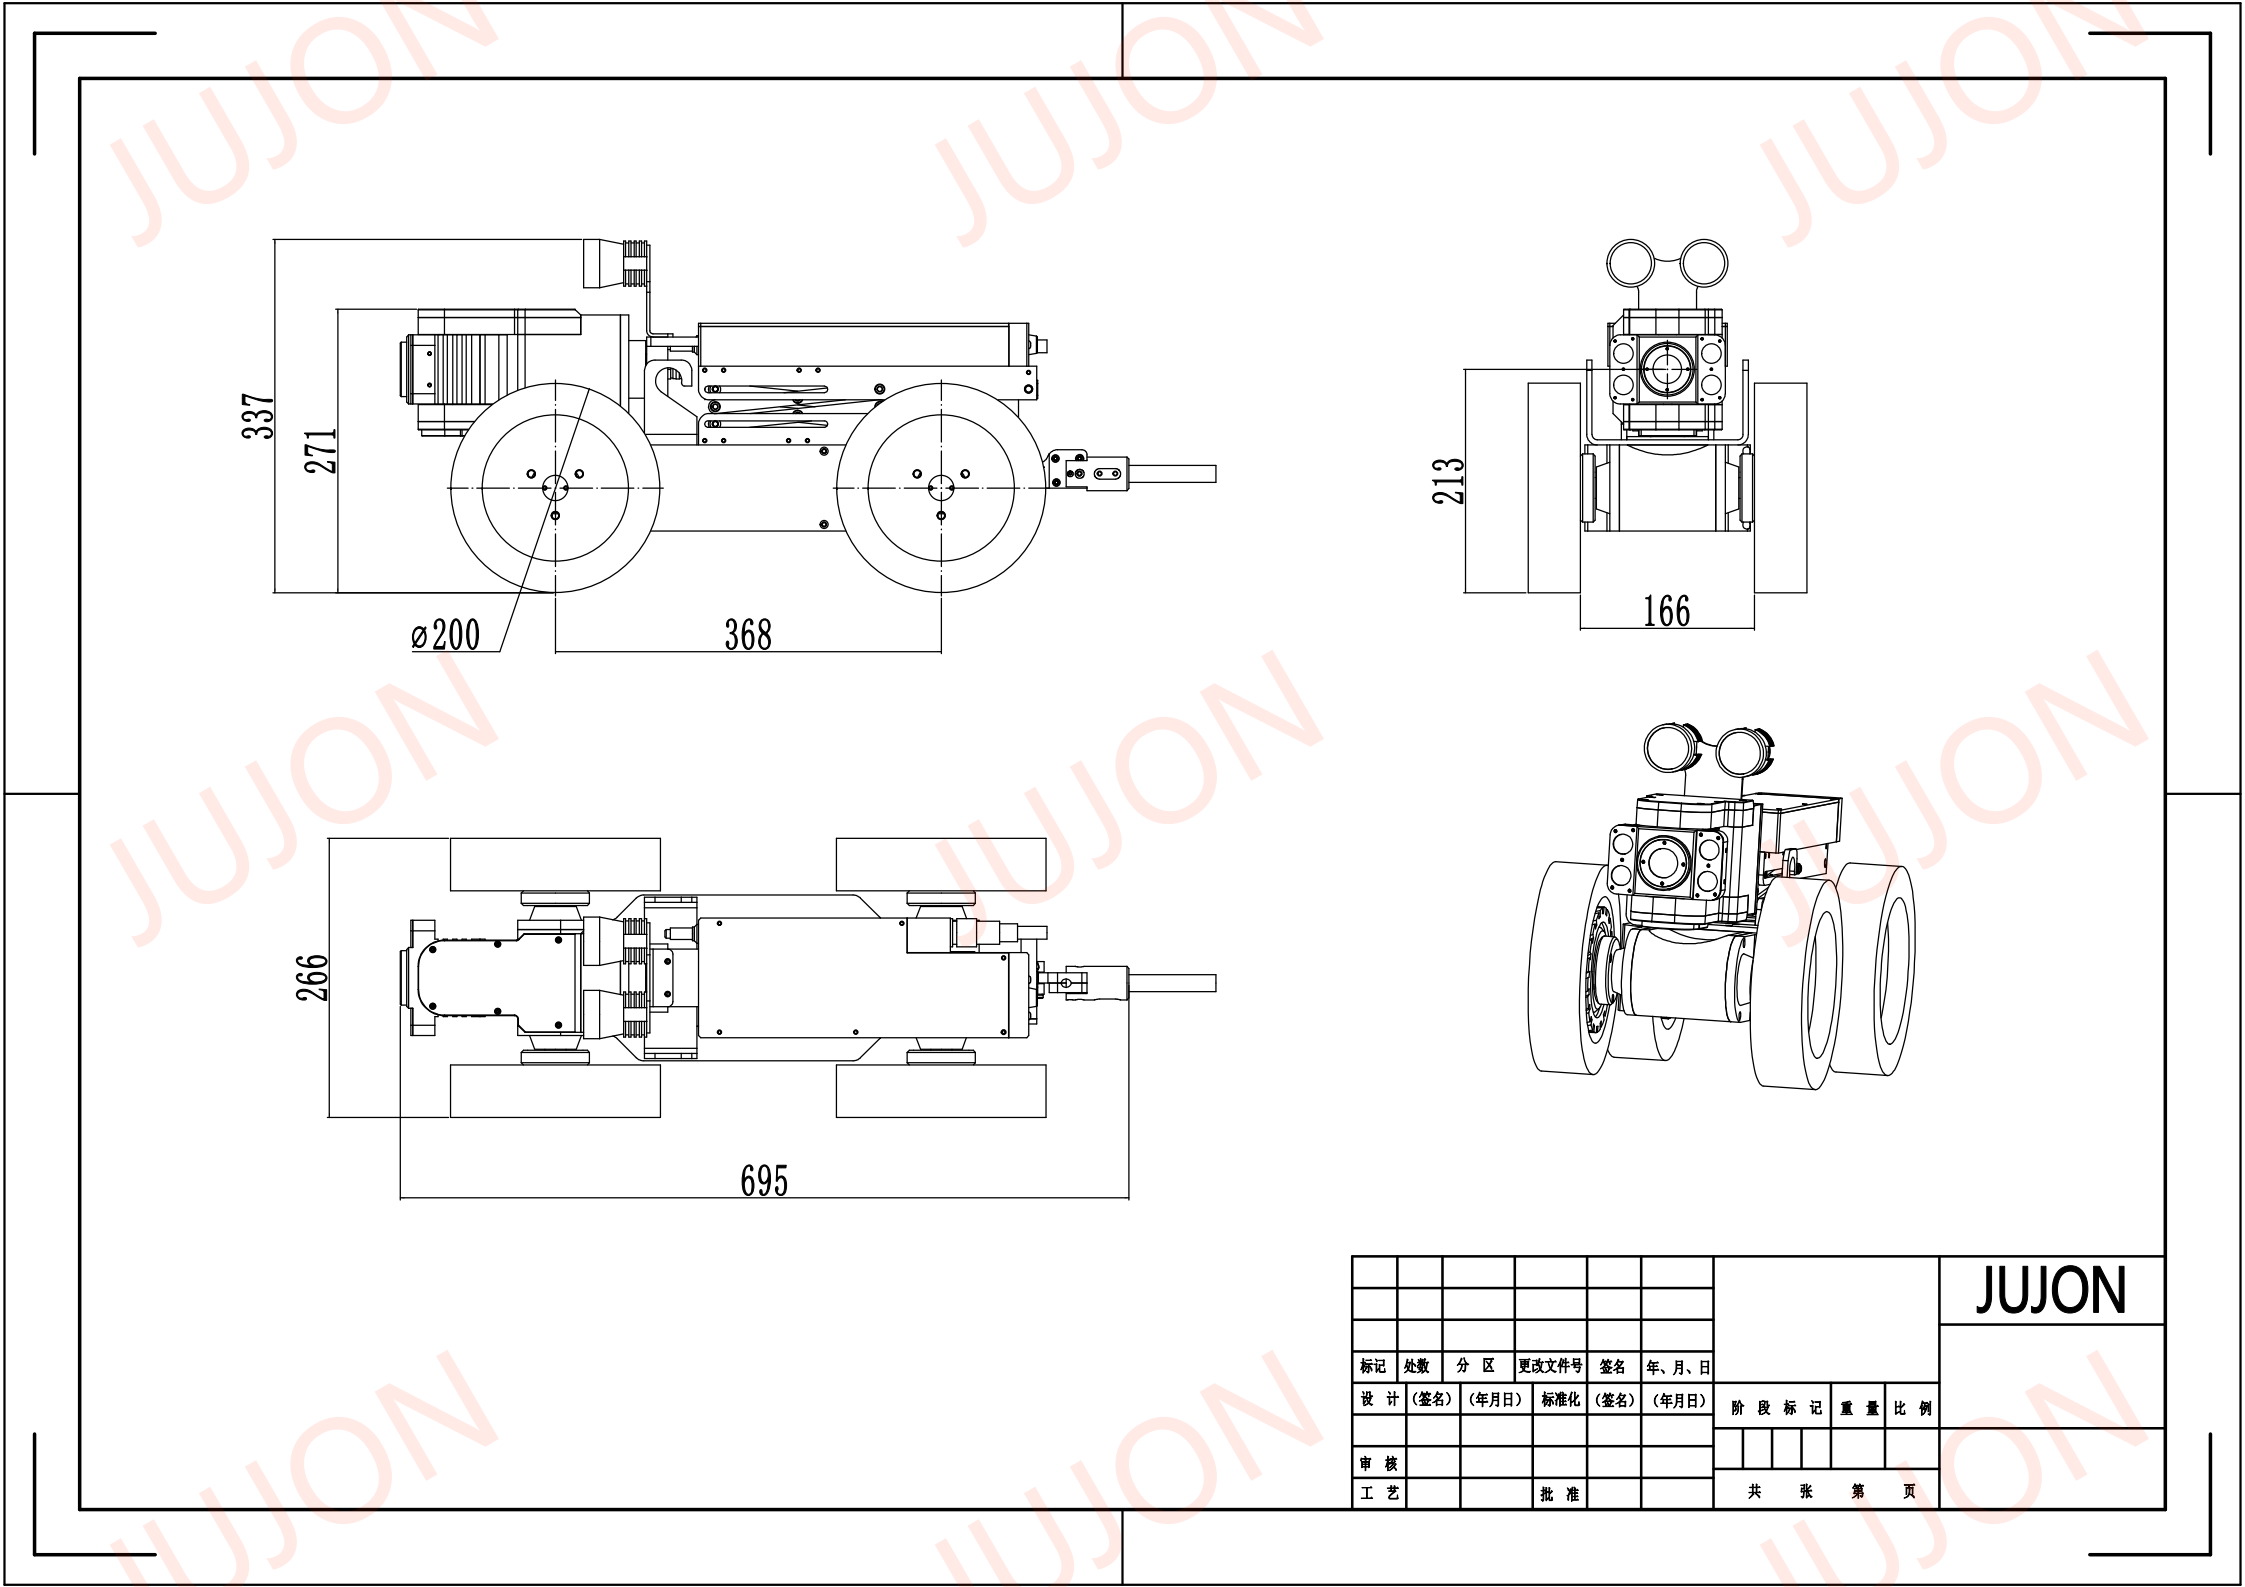 JUJON JUJON JUJON
337
271
213
ø200
368
166
JUJON JUJON JUJON
266
695
JUJON
标记 处数 分 区 更改文件号 签名 年、月、日
设 计 (签名) (年月日) 标准化 (签名) (年月日)
阶 段 标 记 重 量 比 例
审 核
工 艺 批 准
共 张 第 页
JUJON JUJON JUJON